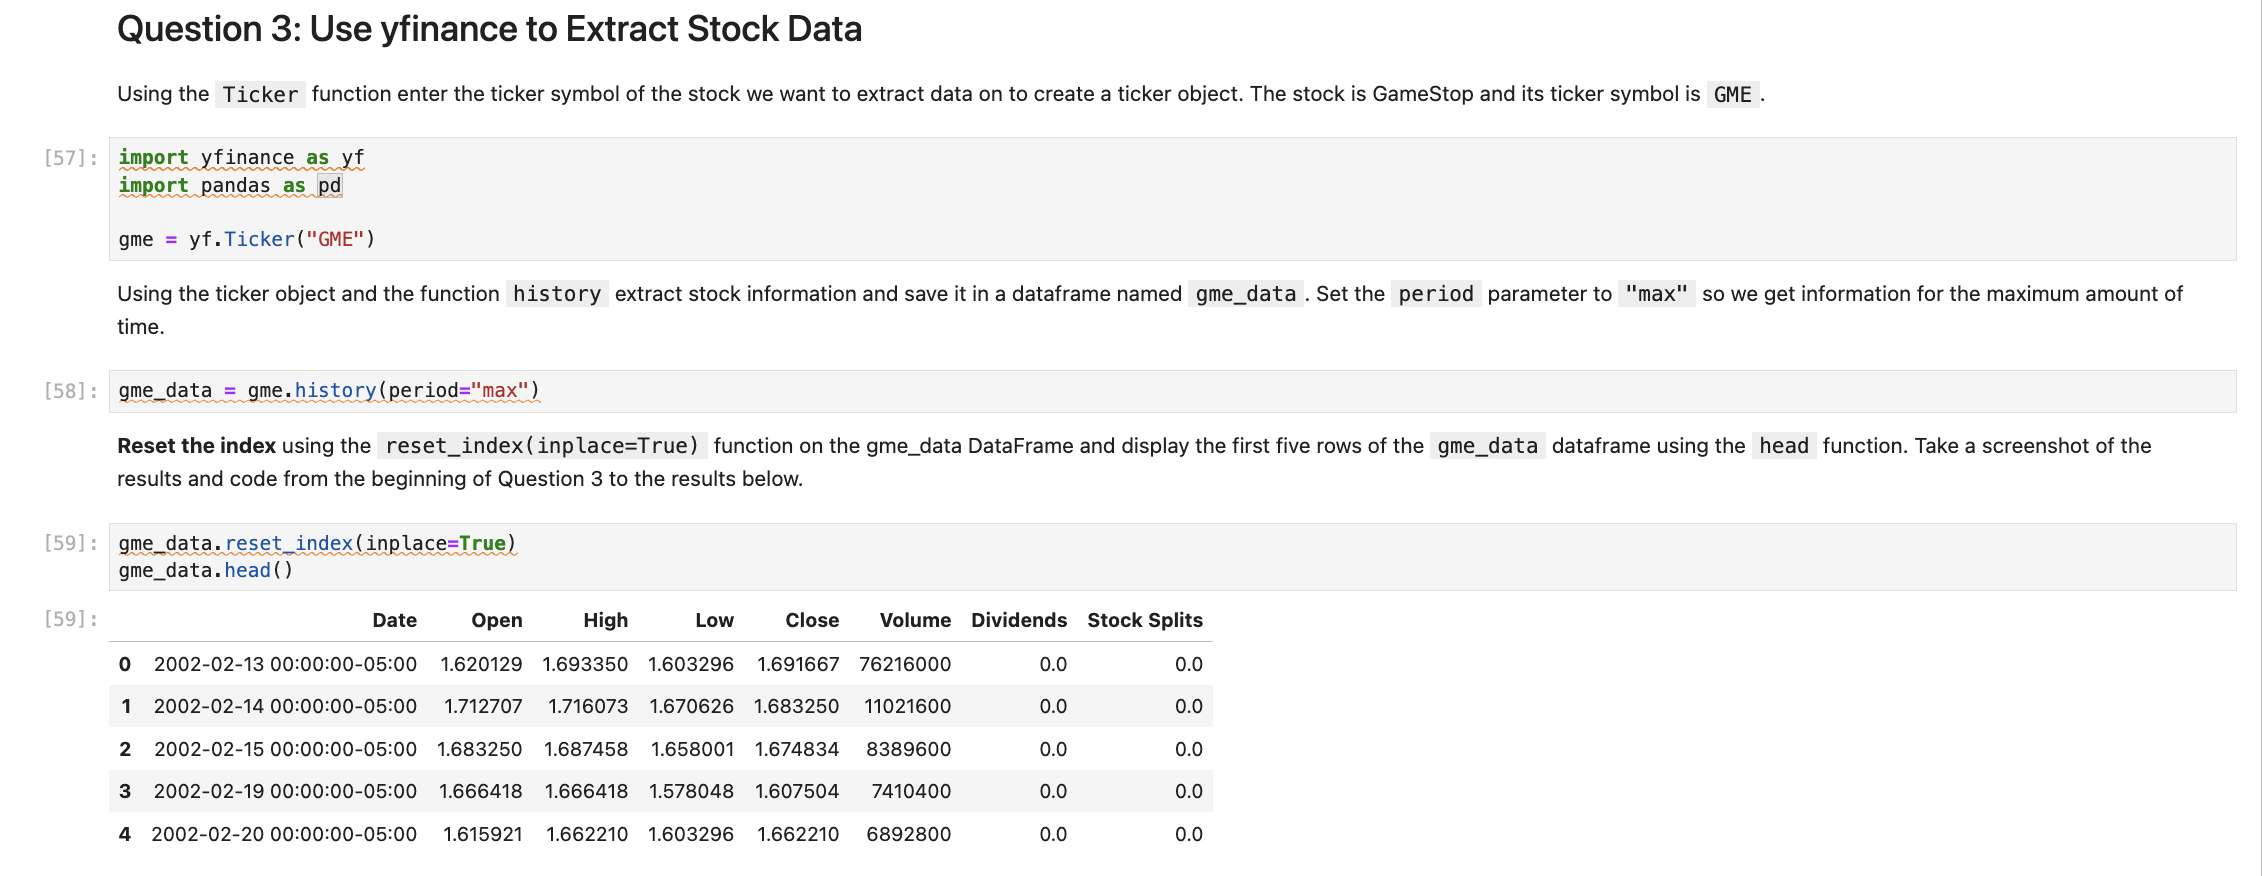 Question 3: Use yfinance to Extract Stock Data
Using the Ticker function enter the ticker symbol of the stock we want to extract data on to create a ticker object. The stock is GameStop and its ticker symbol is GME .
[57]: import yfinance as yf
import pandas as pd
gme = yf.Ticker("GME")
Using the ticker object and the function history extract stock information and save it in a dataframe named gme_data . Set the period parameter to "max" so we get information for the maximum amount of
time.
[58]: gme_data = gme.history(period="max")
Reset the index using the reset_index(inplace=True) function on the gme_data DataFrame and display the first five rows of the gme_data dataframe using the head function. Take a screenshot of the
results and code from the beginning of Question 3 to the results below.
[59]: gme_data.reset_index(inplace=True)
gme_data.head()
[59]: Date Open High Low Close Volume Dividends Stock Splits
0 2002-02-13 00:00:00-05:00 1.620129 1.693350 1.603296 1.691667 76216000 0.0 0.0
1 2002-02-14 00:00:00-05:00 1.712707 1.716073 1.670626 1.683250 11021600 0.0 0.0
2 2002-02-15 00:00:00-05:00 1.683250 1.687458 1.658001 1.674834 8389600 0.0 0.0
3 2002-02-19 00:00:00-05:00 1.666418 1.666418 1.578048 1.607504 7410400 0.0 0.0
4 2002-02-20 00:00:00-05:00 1.615921 1.662210 1.603296 1.662210 6892800 0.0 0.0